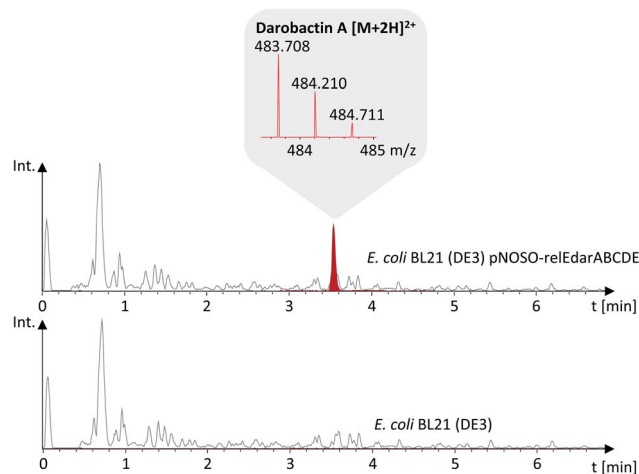 Darobactin A [M+2H]2+
483.708
484.210
484.711
484 485 m/z
Int.
E. coli BL21 (DE3) pNOSO-relEdarABCDE
0 1 2 3 4 5 6 t [min]
Int.
E. coli BL21 (DE3)
0 1 2 3 4 5 6 t [min]